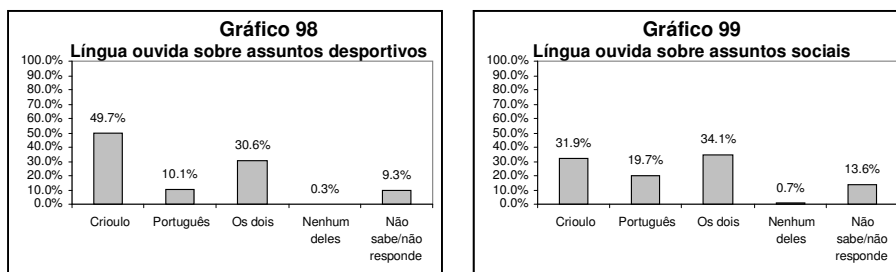 Gráfico 98
Língua ouvida sobre assuntos desportivos
100.0%
90.0%
80.0%
70.0%
60.0%
50.0%
40.0%
30.0%
20.0%
10.0%
0.0%
49.7%
10.1%
30.6%
0.3%
9.3%
Crioulo
Português
Os dois
Nenhum
deles
Não
sabe/não
responde
Gráfico 99
Língua ouvida sobre assuntos sociais
100.0%
90.0%
80.0%
70.0%
60.0%
50.0%
40.0%
30.0%
20.0%
10.0%
0.0%
31.9%
19.7%
34.1%
0.7%
13.6%
Crioulo
Português
Os dois
Nenhum
deles
Não
sabe/não
responde